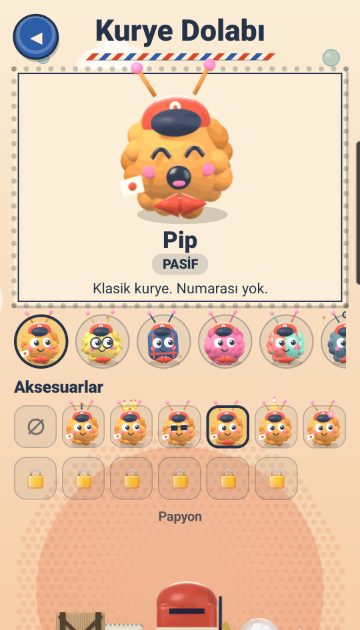 Kurye Dolabı
Pip
PASİF
Klasik kurye. Numarası yok.
Aksesuarlar
Papyon